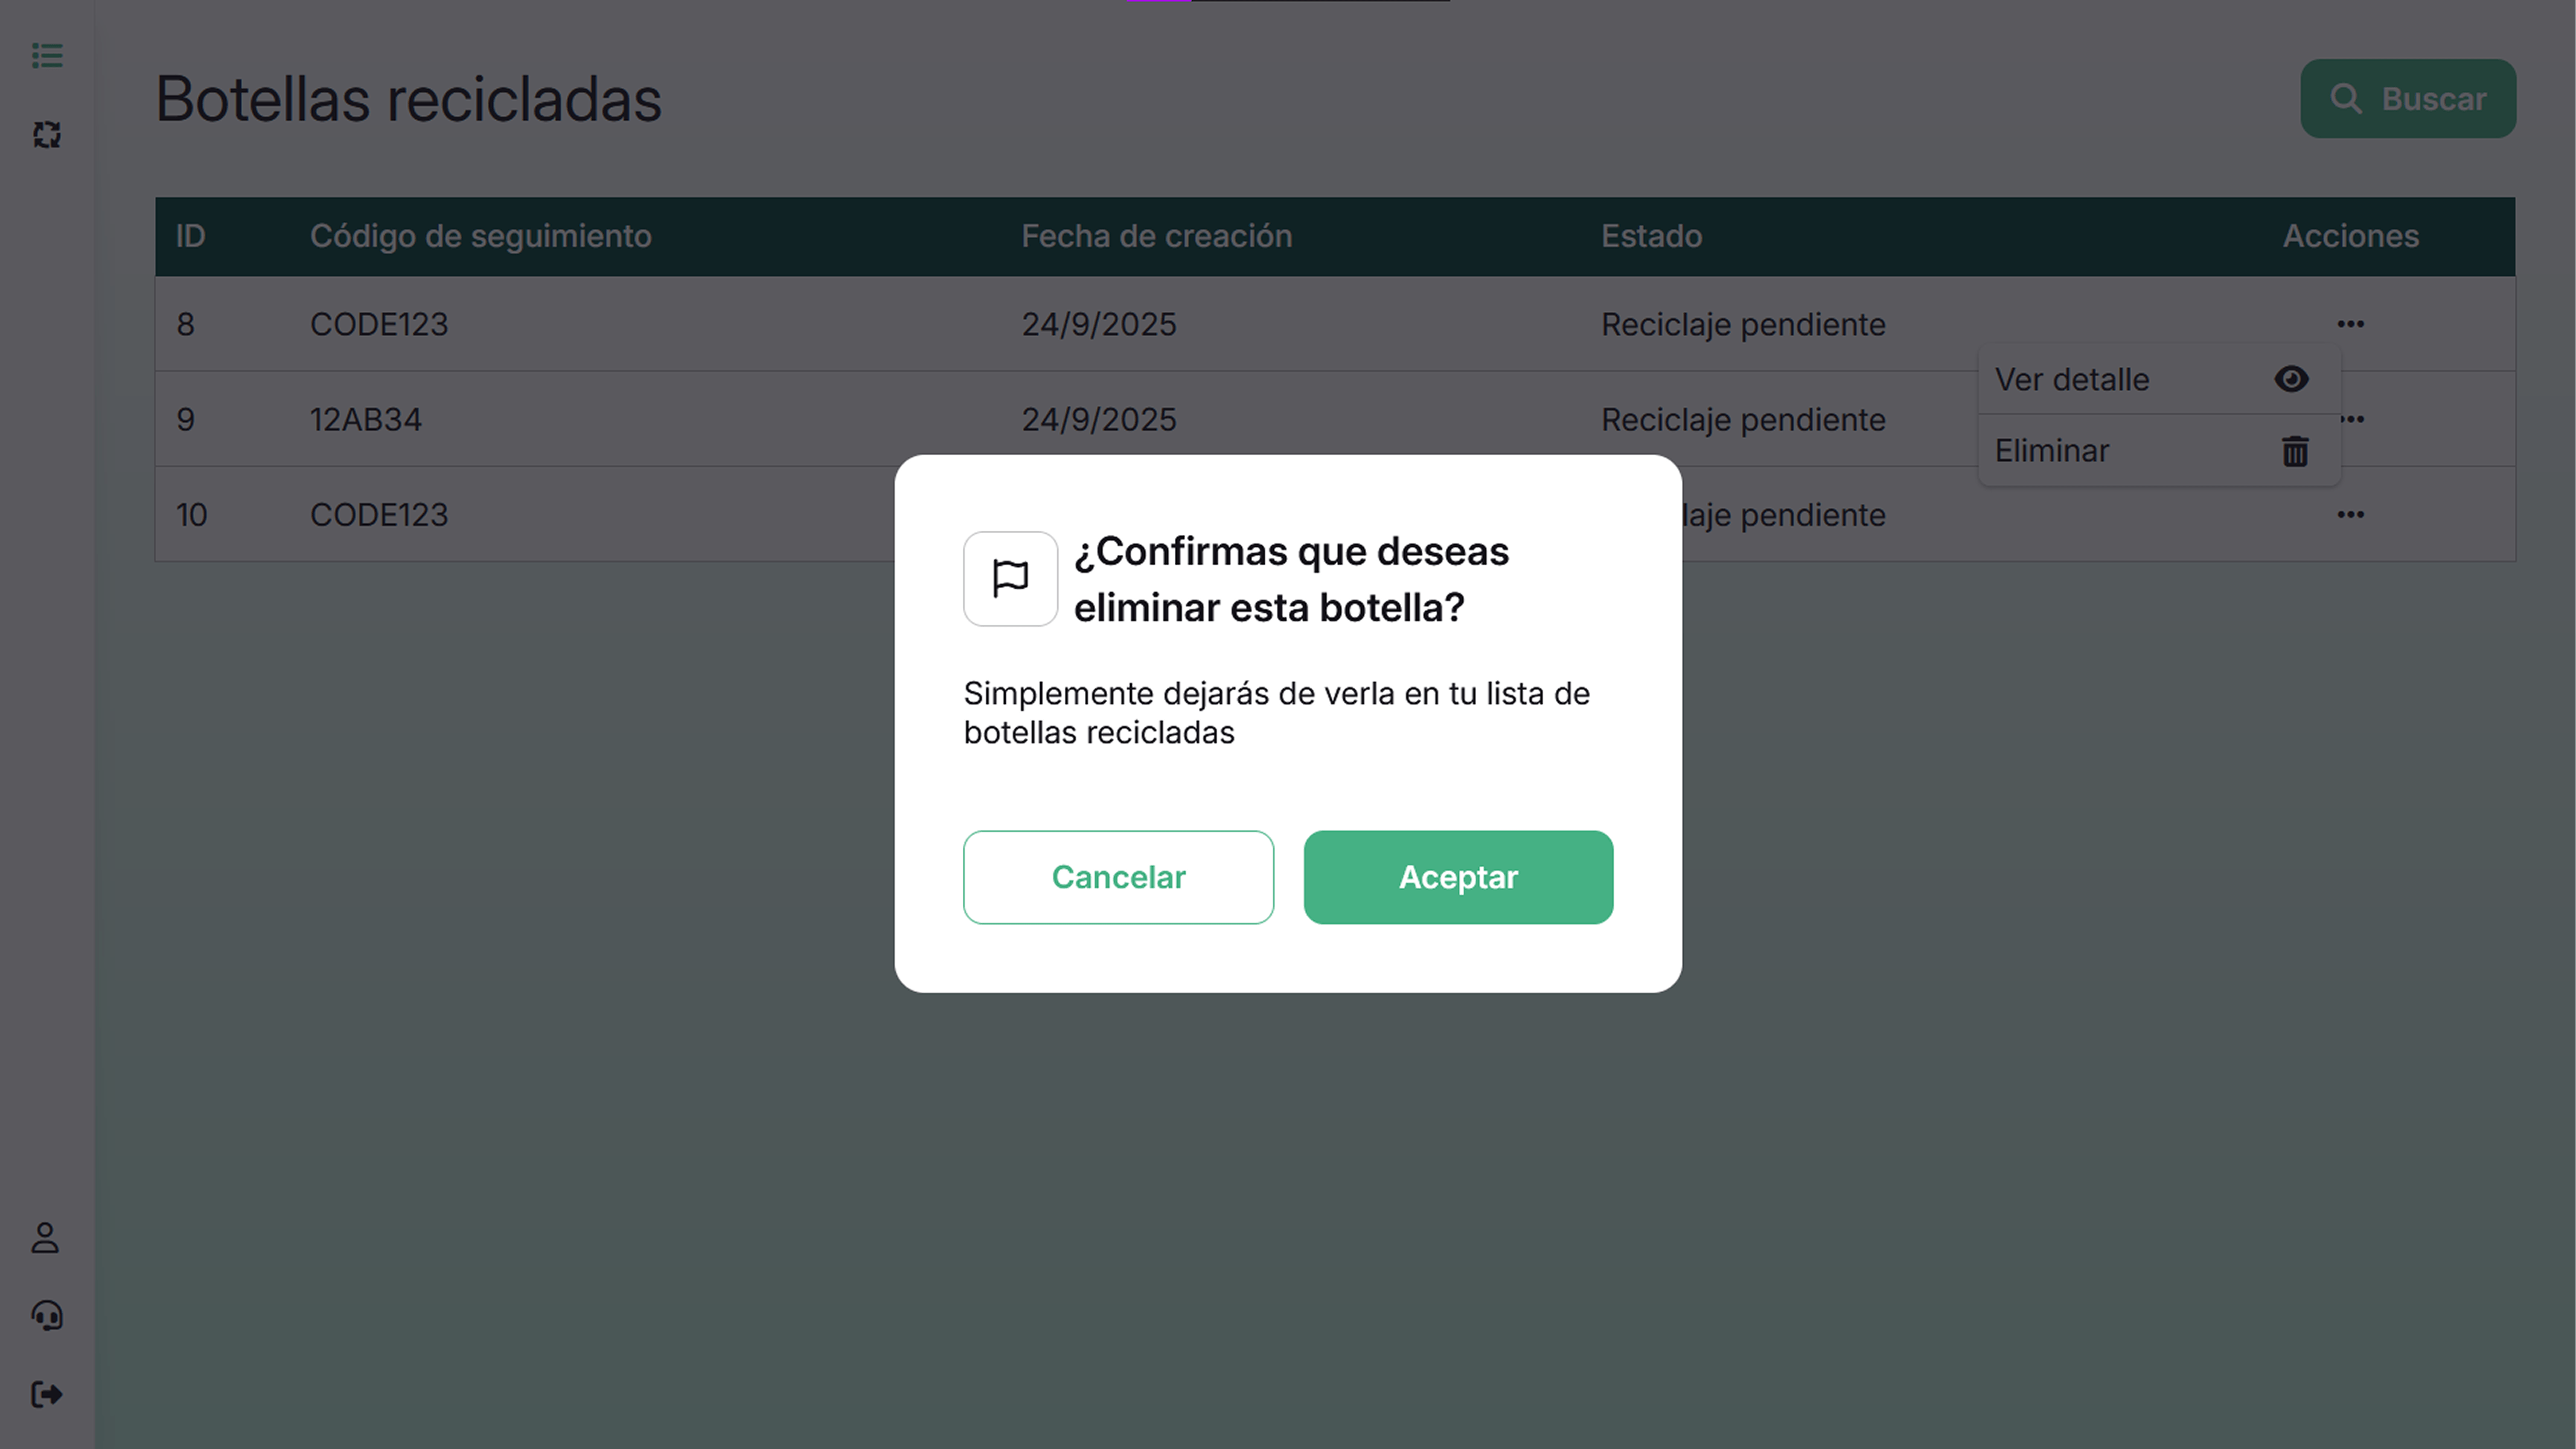 Botellas recicladas
Buscar
ID Código de seguimiento Fecha de creación Estado Acciones
8 CODE123 24/9/2025 Reciclaje pendiente
Ver detalle
9 12AB34 24/9/2025 Reciclaje pendiente
Eliminar
10 CODE123 laje pendiente
¿Confirmas que deseas
eliminar esta botella?
Simplemente dejarás de verla en tu lista de
botellas recicladas
Cancelar Aceptar